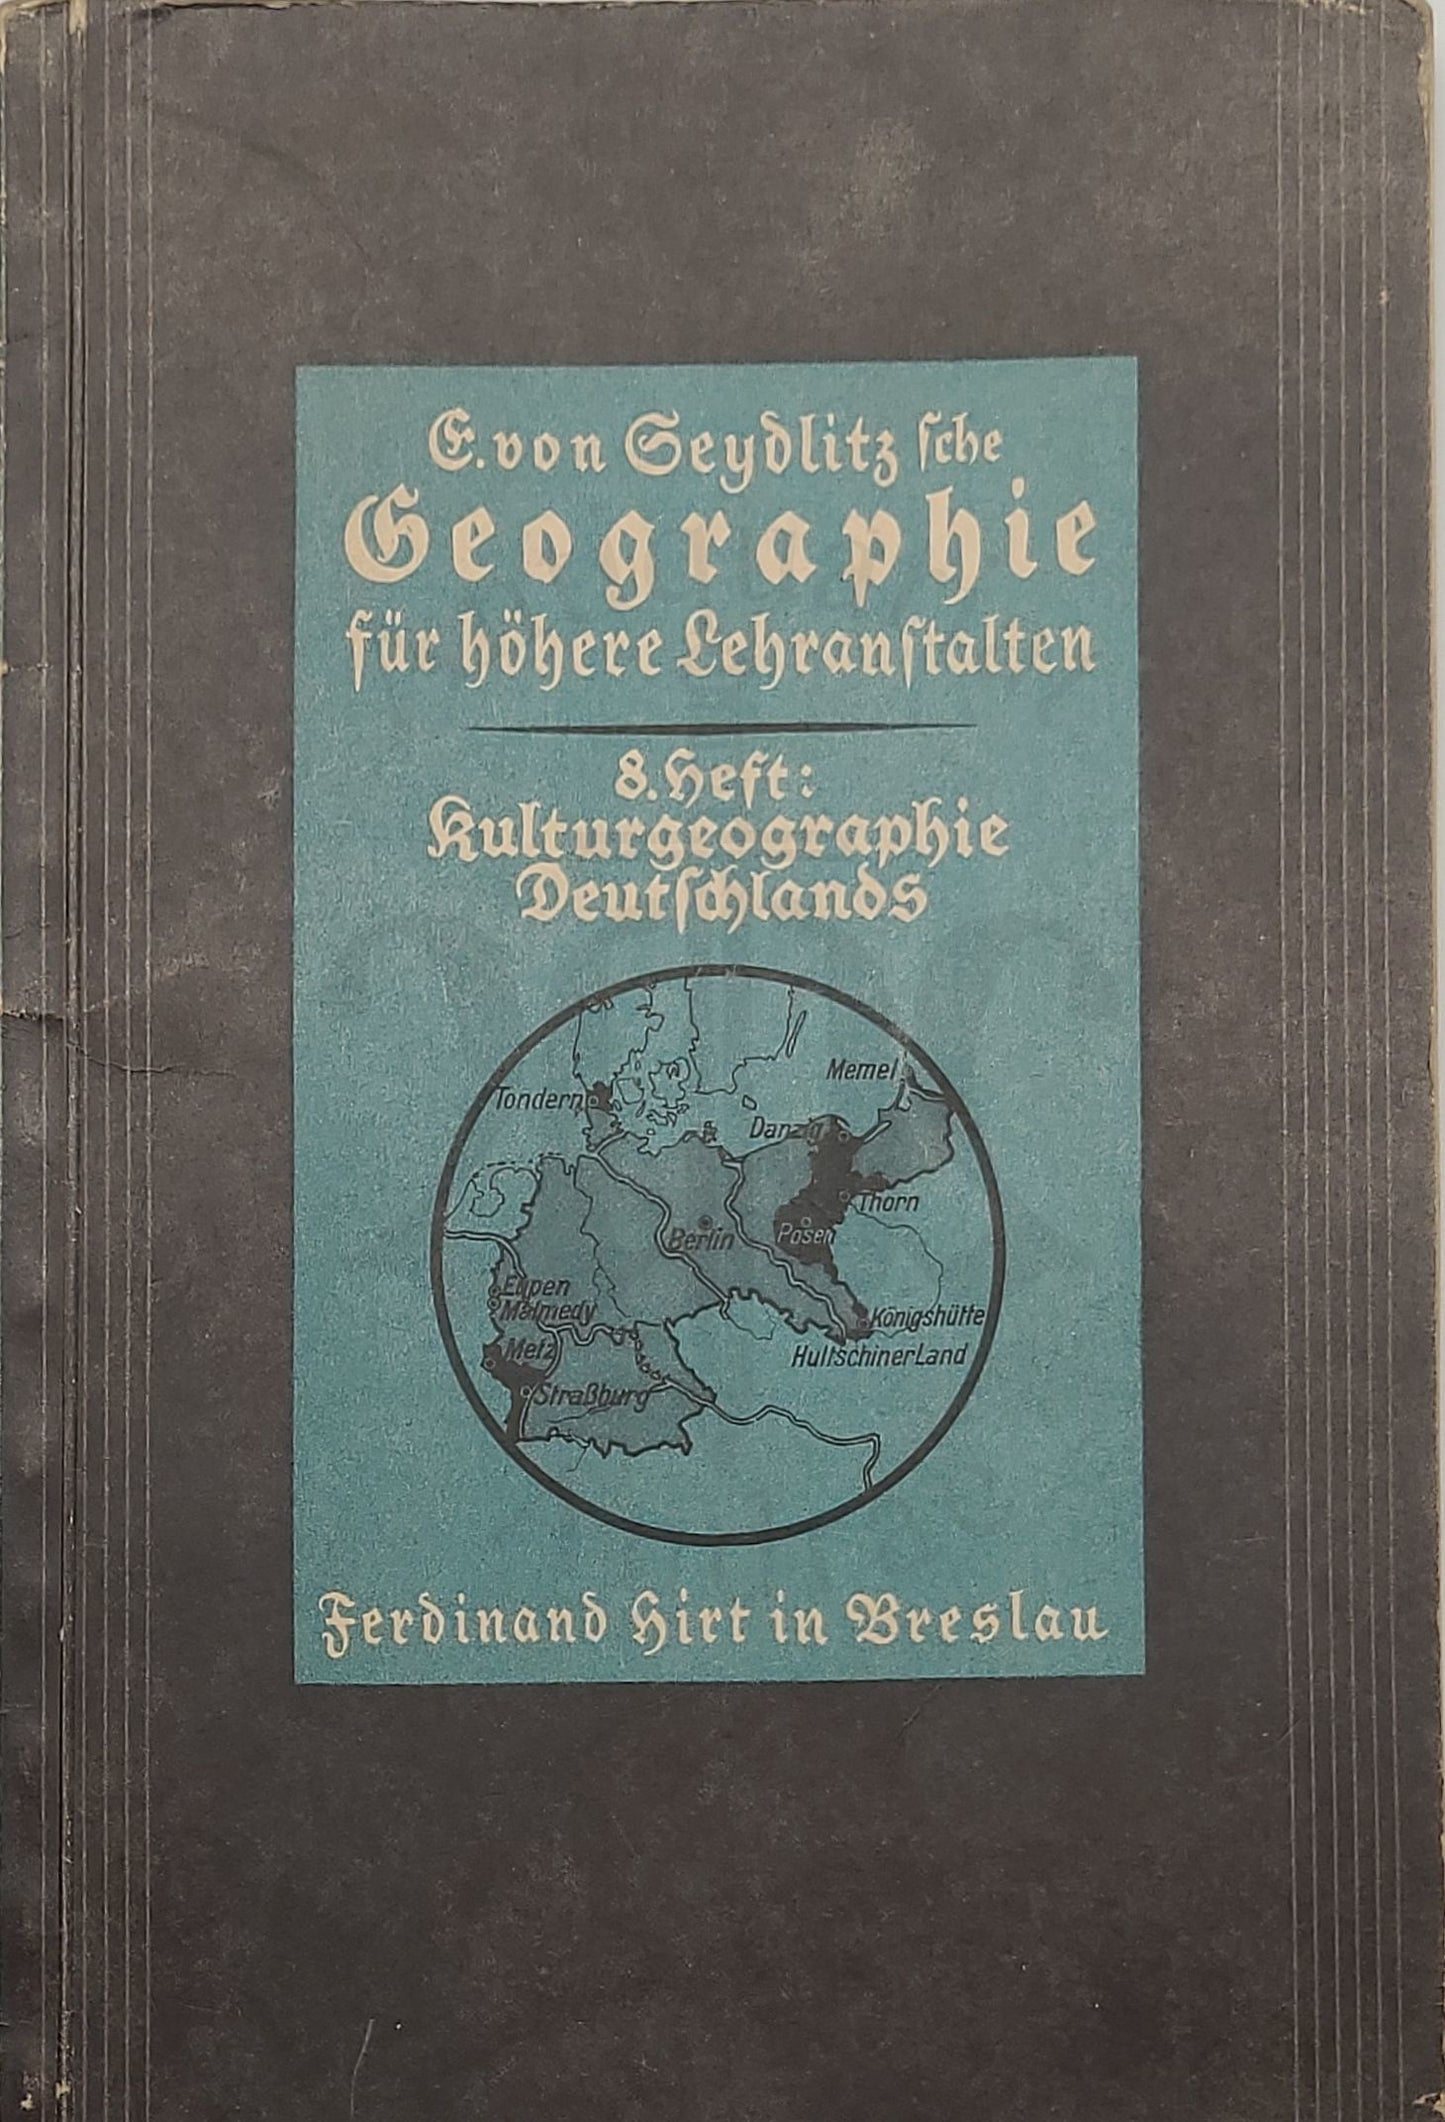 E. von Seydlitz sche
Geographie
für höhere Lehranſtalten
8. Heft:
Kulturgeographie
Deutſchlands
Memel
Tondern
Danzig
Thorn
Berlin
Posen
Eupen
Malmedy
Königshütte
Metz
Hultschiner Land
Straßburg
Ferdinand Hirt in Breslau